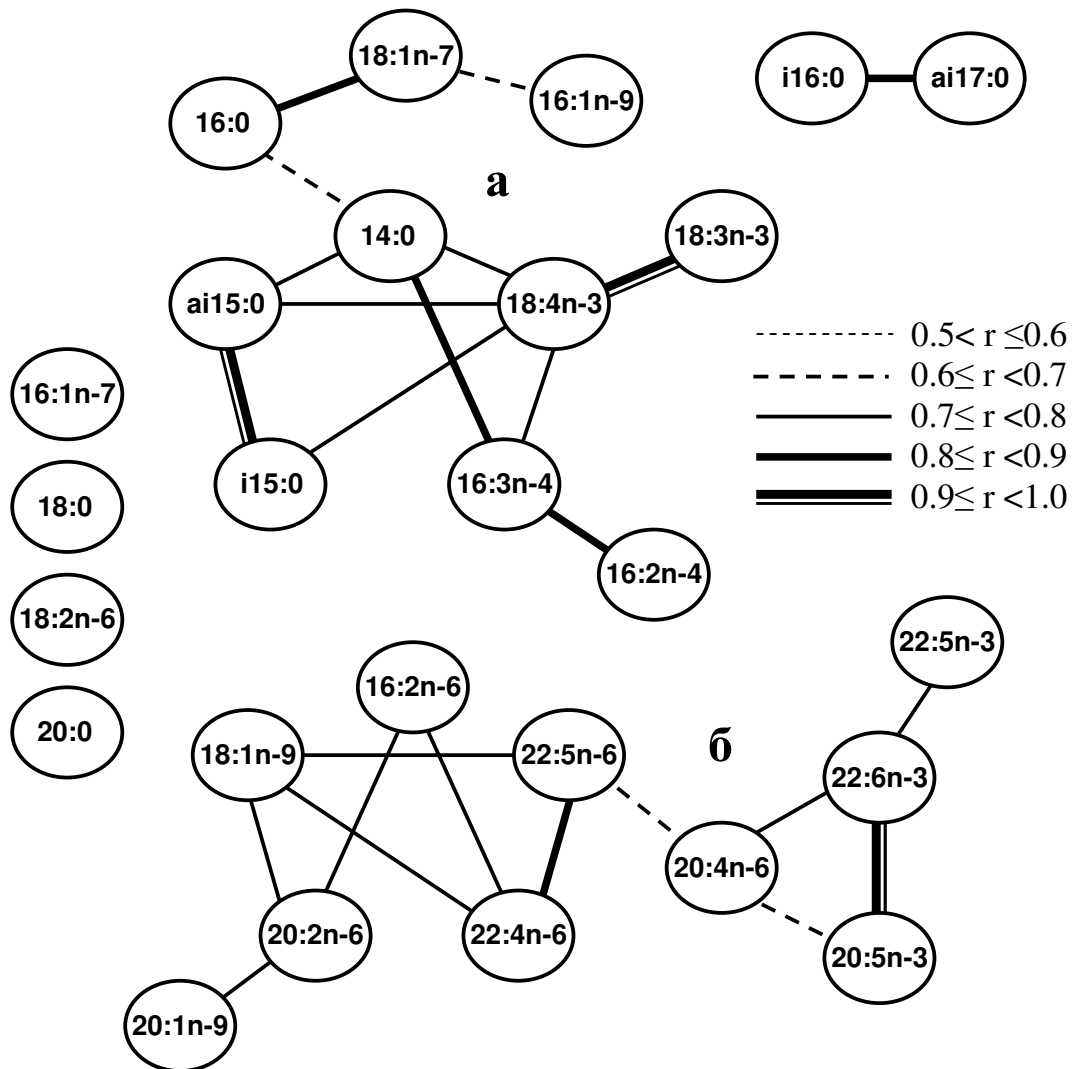 18:1n-7
i16:0
ai17:0
16:1n-9
16:0
а
14:0
18:3n-3
ai15:0
18:4n-3
0.5< r ≤0.6
0.6≤ r <0.7
16:1n-7
0.7≤ r <0.8
0.8≤ r <0.9
i15:0
16:3n-4
0.9≤ r <1.0
18:0
16:2n-4
18:2n-6
22:5n-3
16:2n-6
20:0
18:1n-9
22:5n-6
б
22:6n-3
20:4n-6
20:2n-6
22:4n-6
20:5n-3
20:1n-9